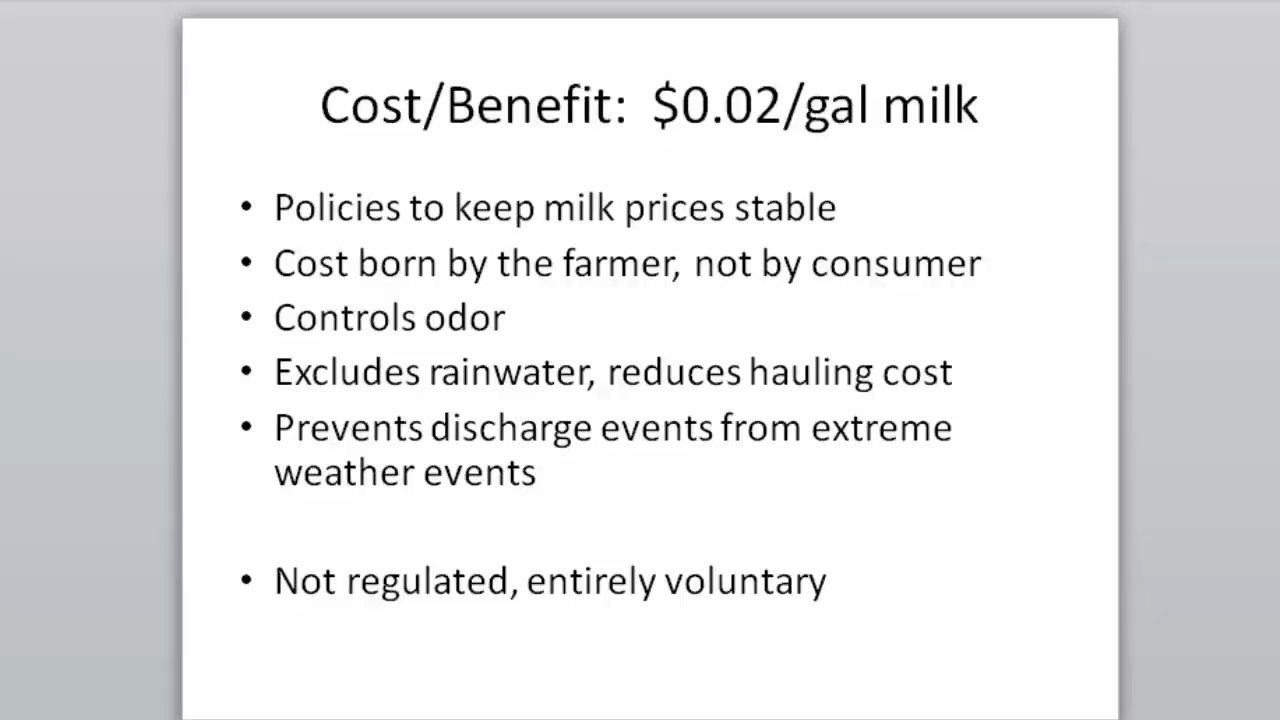 Cost/Benefit:  $0.02/gal milk
• Policies to keep milk prices stable
• Cost born by the farmer, not by consumer
• Controls odor
• Excludes rainwater, reduces hauling cost
• Prevents discharge events from extreme
weather events
• Not regulated, entirely voluntary